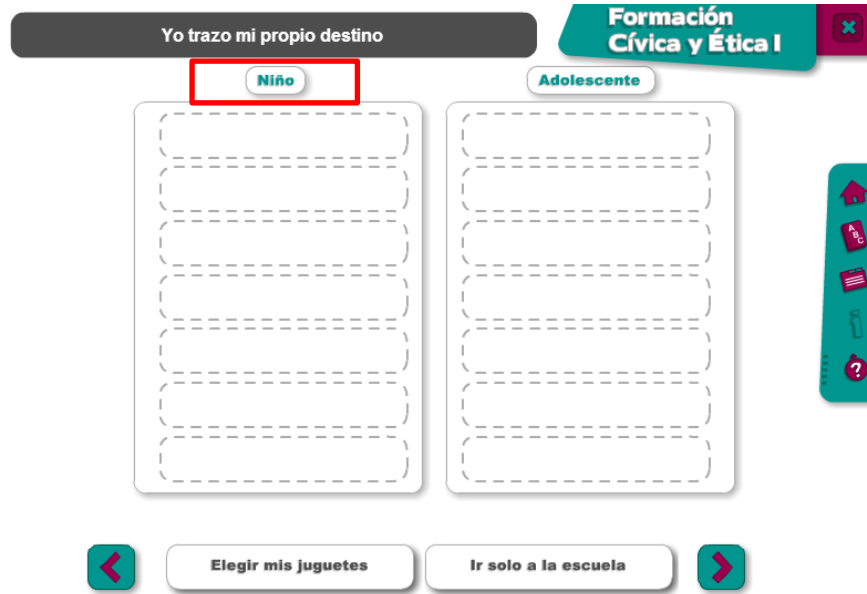 Yo trazo mi propio destino
Formación
Cívica y Ética I
Niño
Adolescente
A
B
C
?
Elegir mis juguetes
Ir solo a la escuela